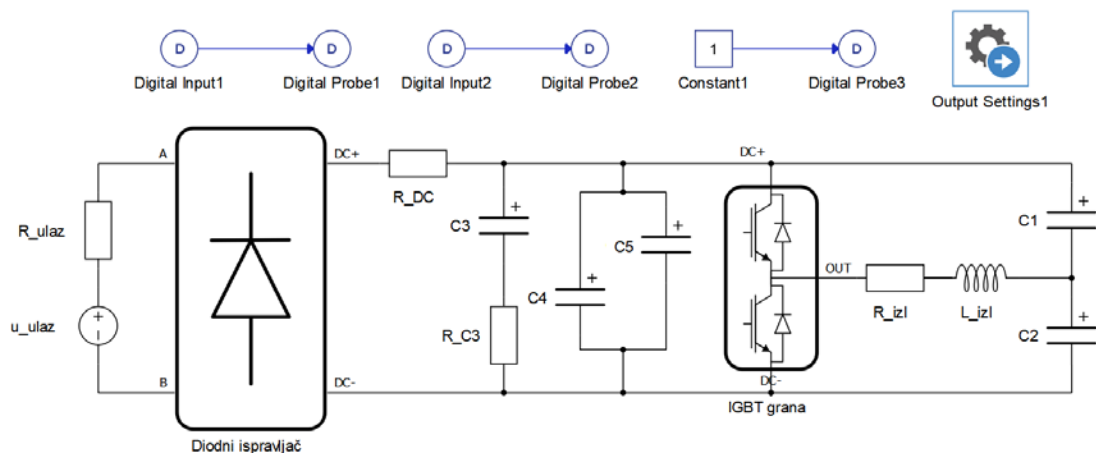 D D D D 1 D
Digital Input1 Digital Probe1 Digital Input2 Digital Probe2 Constant1 Digital Probe3
Output Settings1
A DC+ DC+
R_DC
R_ulaz C3 + + C5 + C1 +
OUT
u_ulaz C4 + R_C3 R_izl L_izl C2 +
B DC- DC-
IGBT grana
Diodni ispravljač